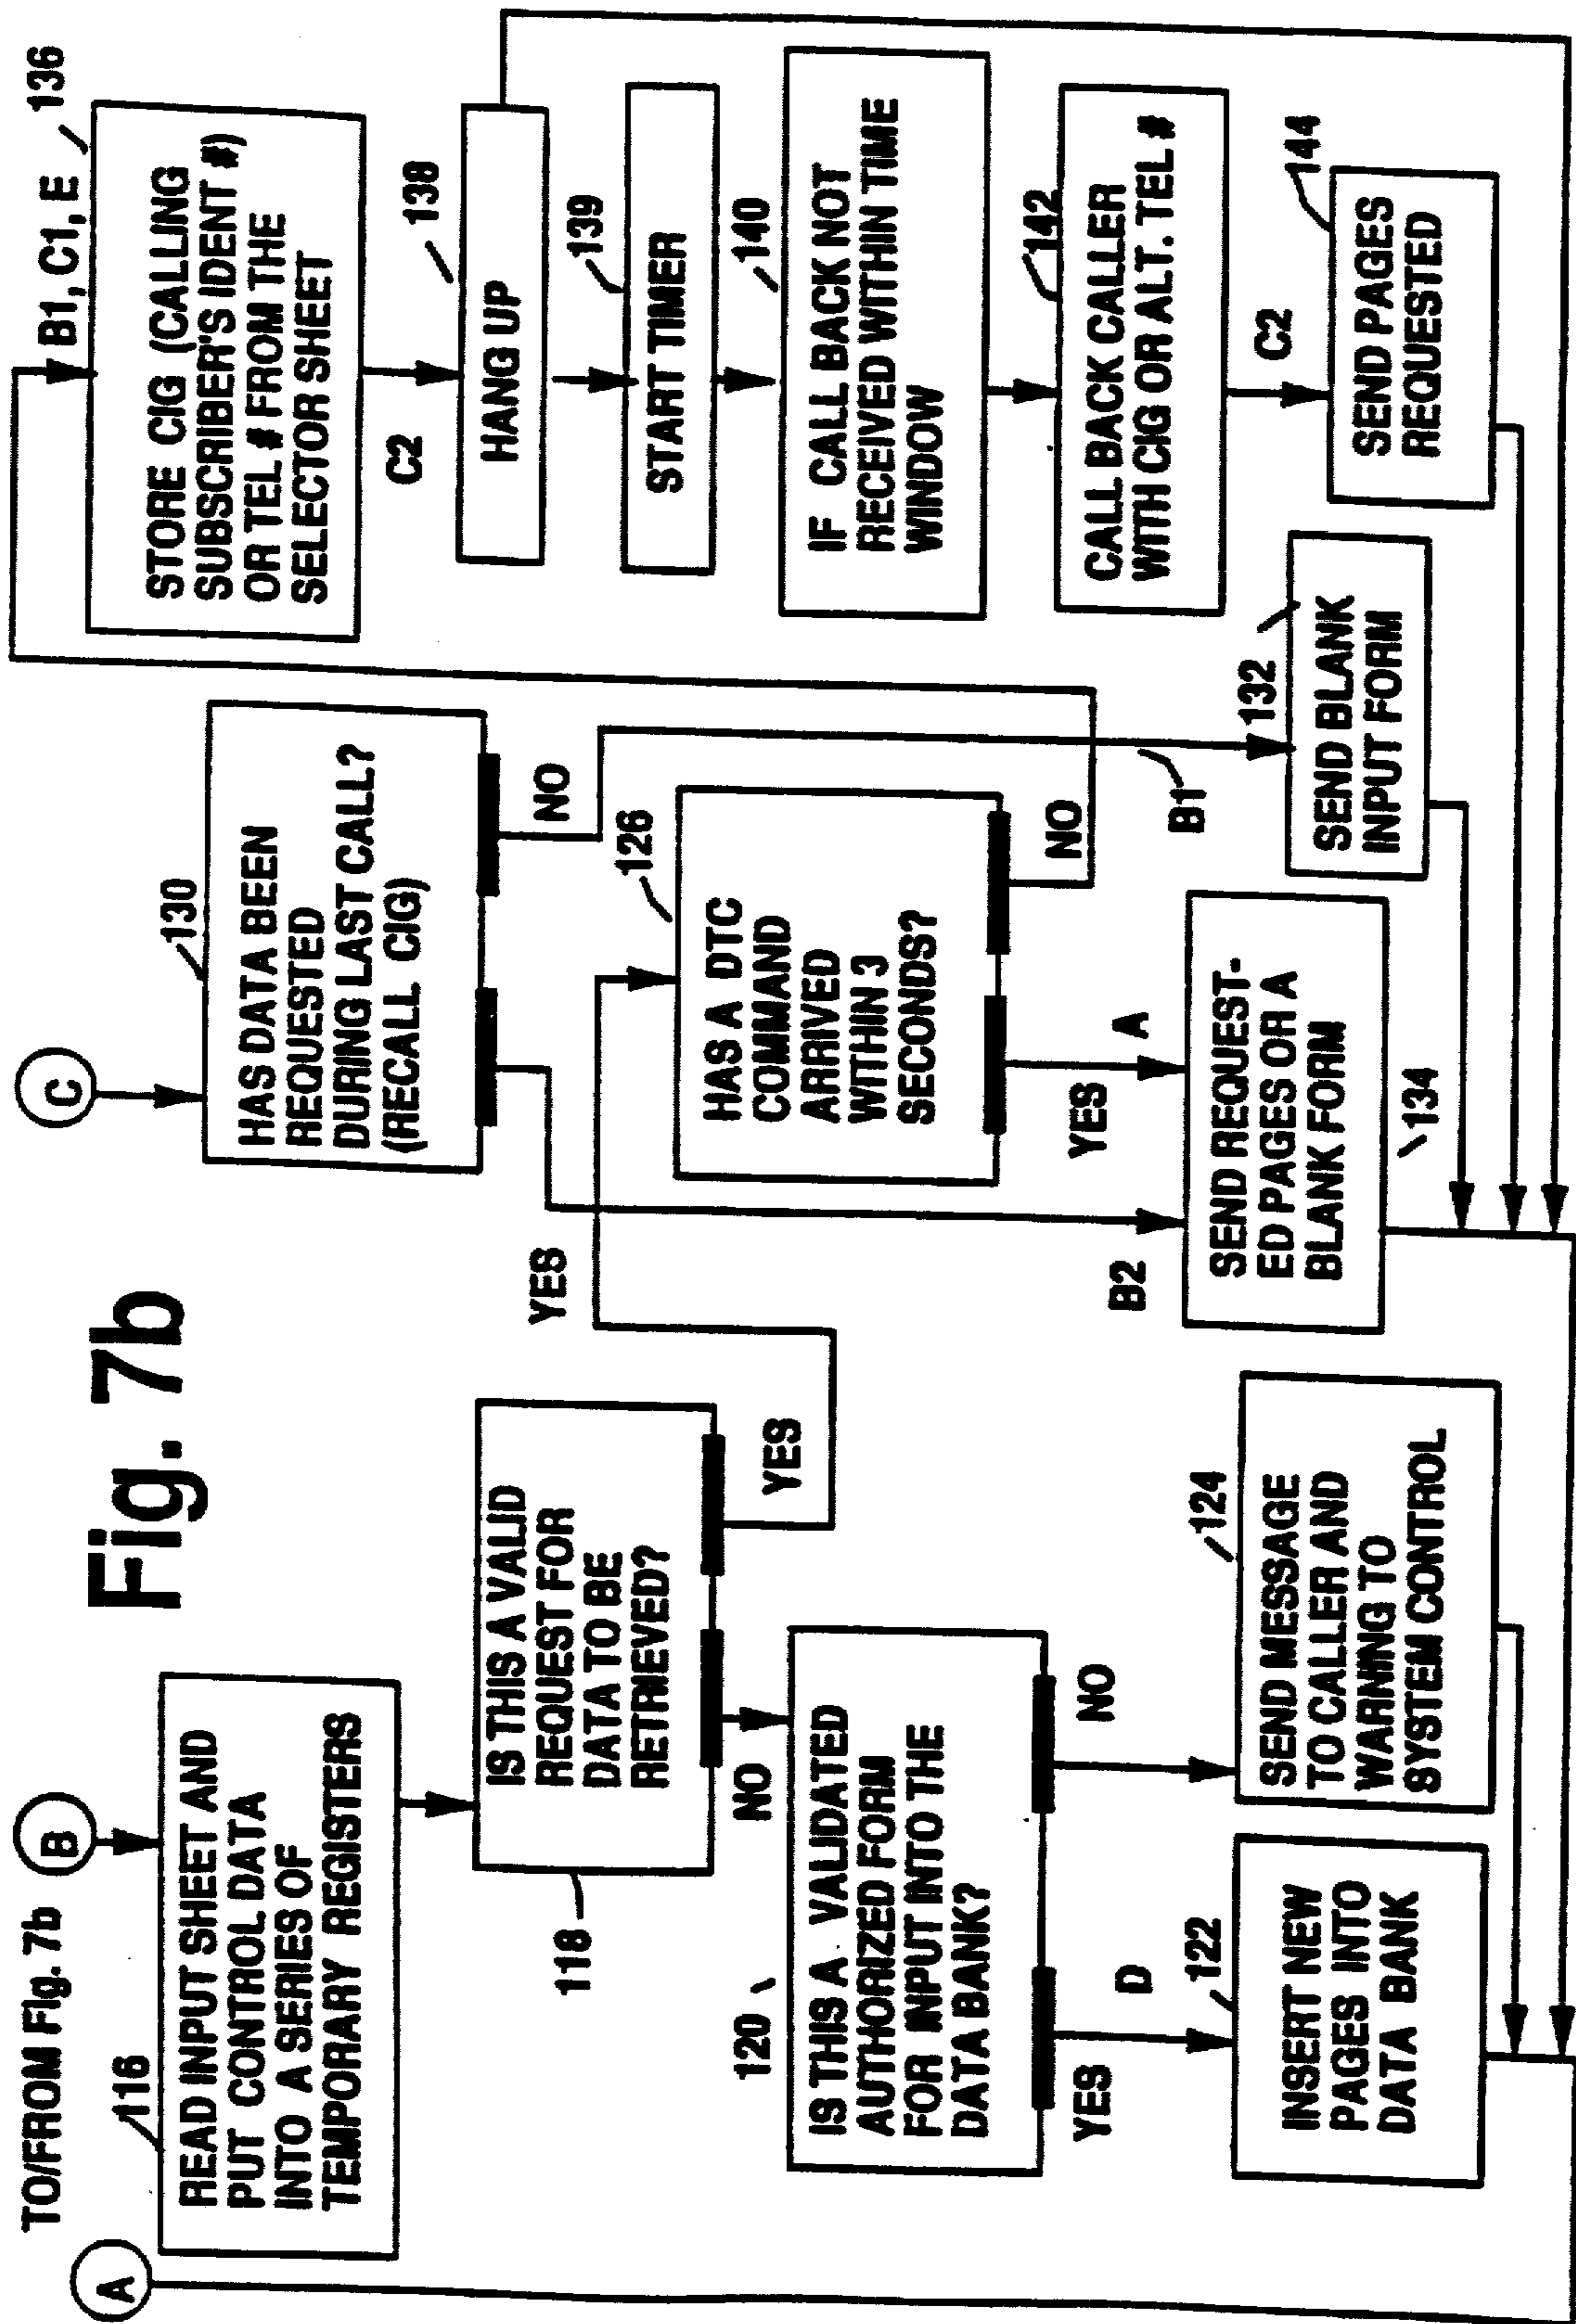 Fig. 7b
TO/FROM Fig. 7b
A
B
116
READ INPUT SHEET AND
PUT CONTROL DATA
INTO A SERIES OF
TEMPORARY REGISTERS
118
IS THIS A VALID
REQUEST FOR
DATA TO BE
RETRIEVED?
NO
YES
120
IS THIS A VALIDATED
AUTHORIZED FORM
FOR INPUT INTO THE
DATA BANK?
YES
D
NO
122
INSERT NEW
PAGES INTO
DATA BANK
124
SEND MESSAGE
TO CALLER AND
WARNING TO
SYSTEM CONTROL
C
130
HAS DATA BEEN
REQUESTED
DURING LAST CALL?
(RECALL CIG)
YES
NO
126
HAS A DTC
COMMAND
ARRIVED
WITHIN 3
SECONDS?
YES
A
NO
B2
B1
SEND REQUEST-
ED PAGES OR A
BLANK FORM
134
132
SEND BLANK
INPUT FORM
B1, C1, E
136
STORE CIG (CALLING
SUBSCRIBER'S IDENT #)
OR TEL # FROM THE
SELECTOR SHEET
C2
138
HANG UP
139
START TIMER
140
IF CALL BACK NOT
RECEIVED WITHIN TIME
WINDOW
142
CALL BACK CALLER
WITH CIG OR ALT. TEL #
C2
144
SEND PAGES
REQUESTED